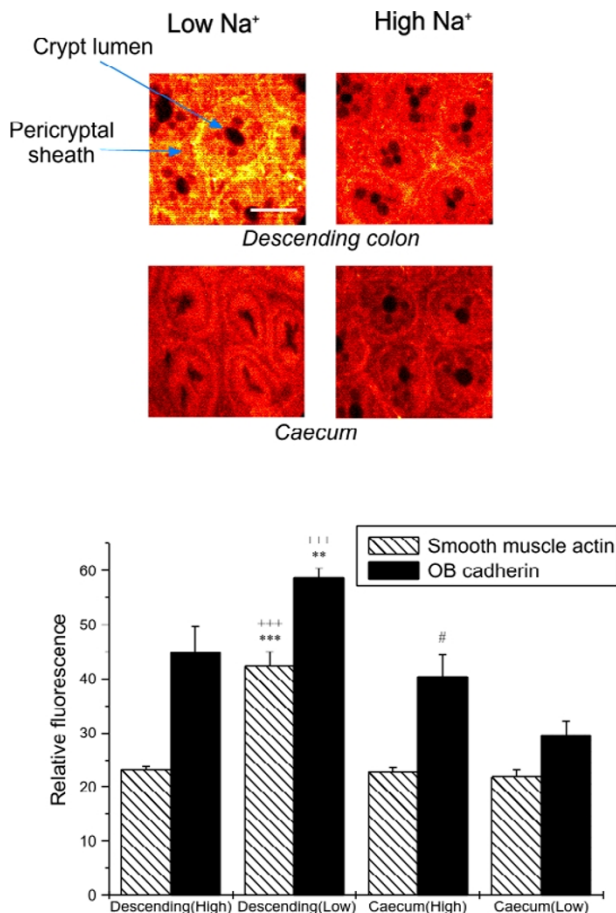 Low Na⁺ High Na⁺
Crypt lumen
Pericryptal
sheath
Descending colon
Caecum
Smooth muscle actin
OB cadherin
+++
**
+++
***
#
Relative fluorescence
60
50
40
30
20
10
0
Descending(High) Descending(Low) Caecum(High) Caecum(Low)